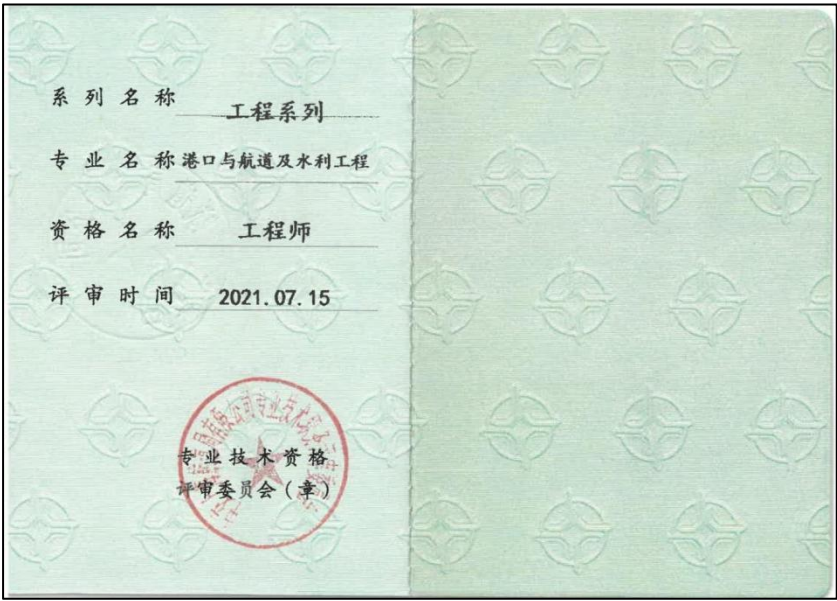 系列名称 工程系列
专业名称 港口与航道及水利工程
资格名称 工程师
评审时间 2021.07.15
专业技术资格
评审委员会(章)